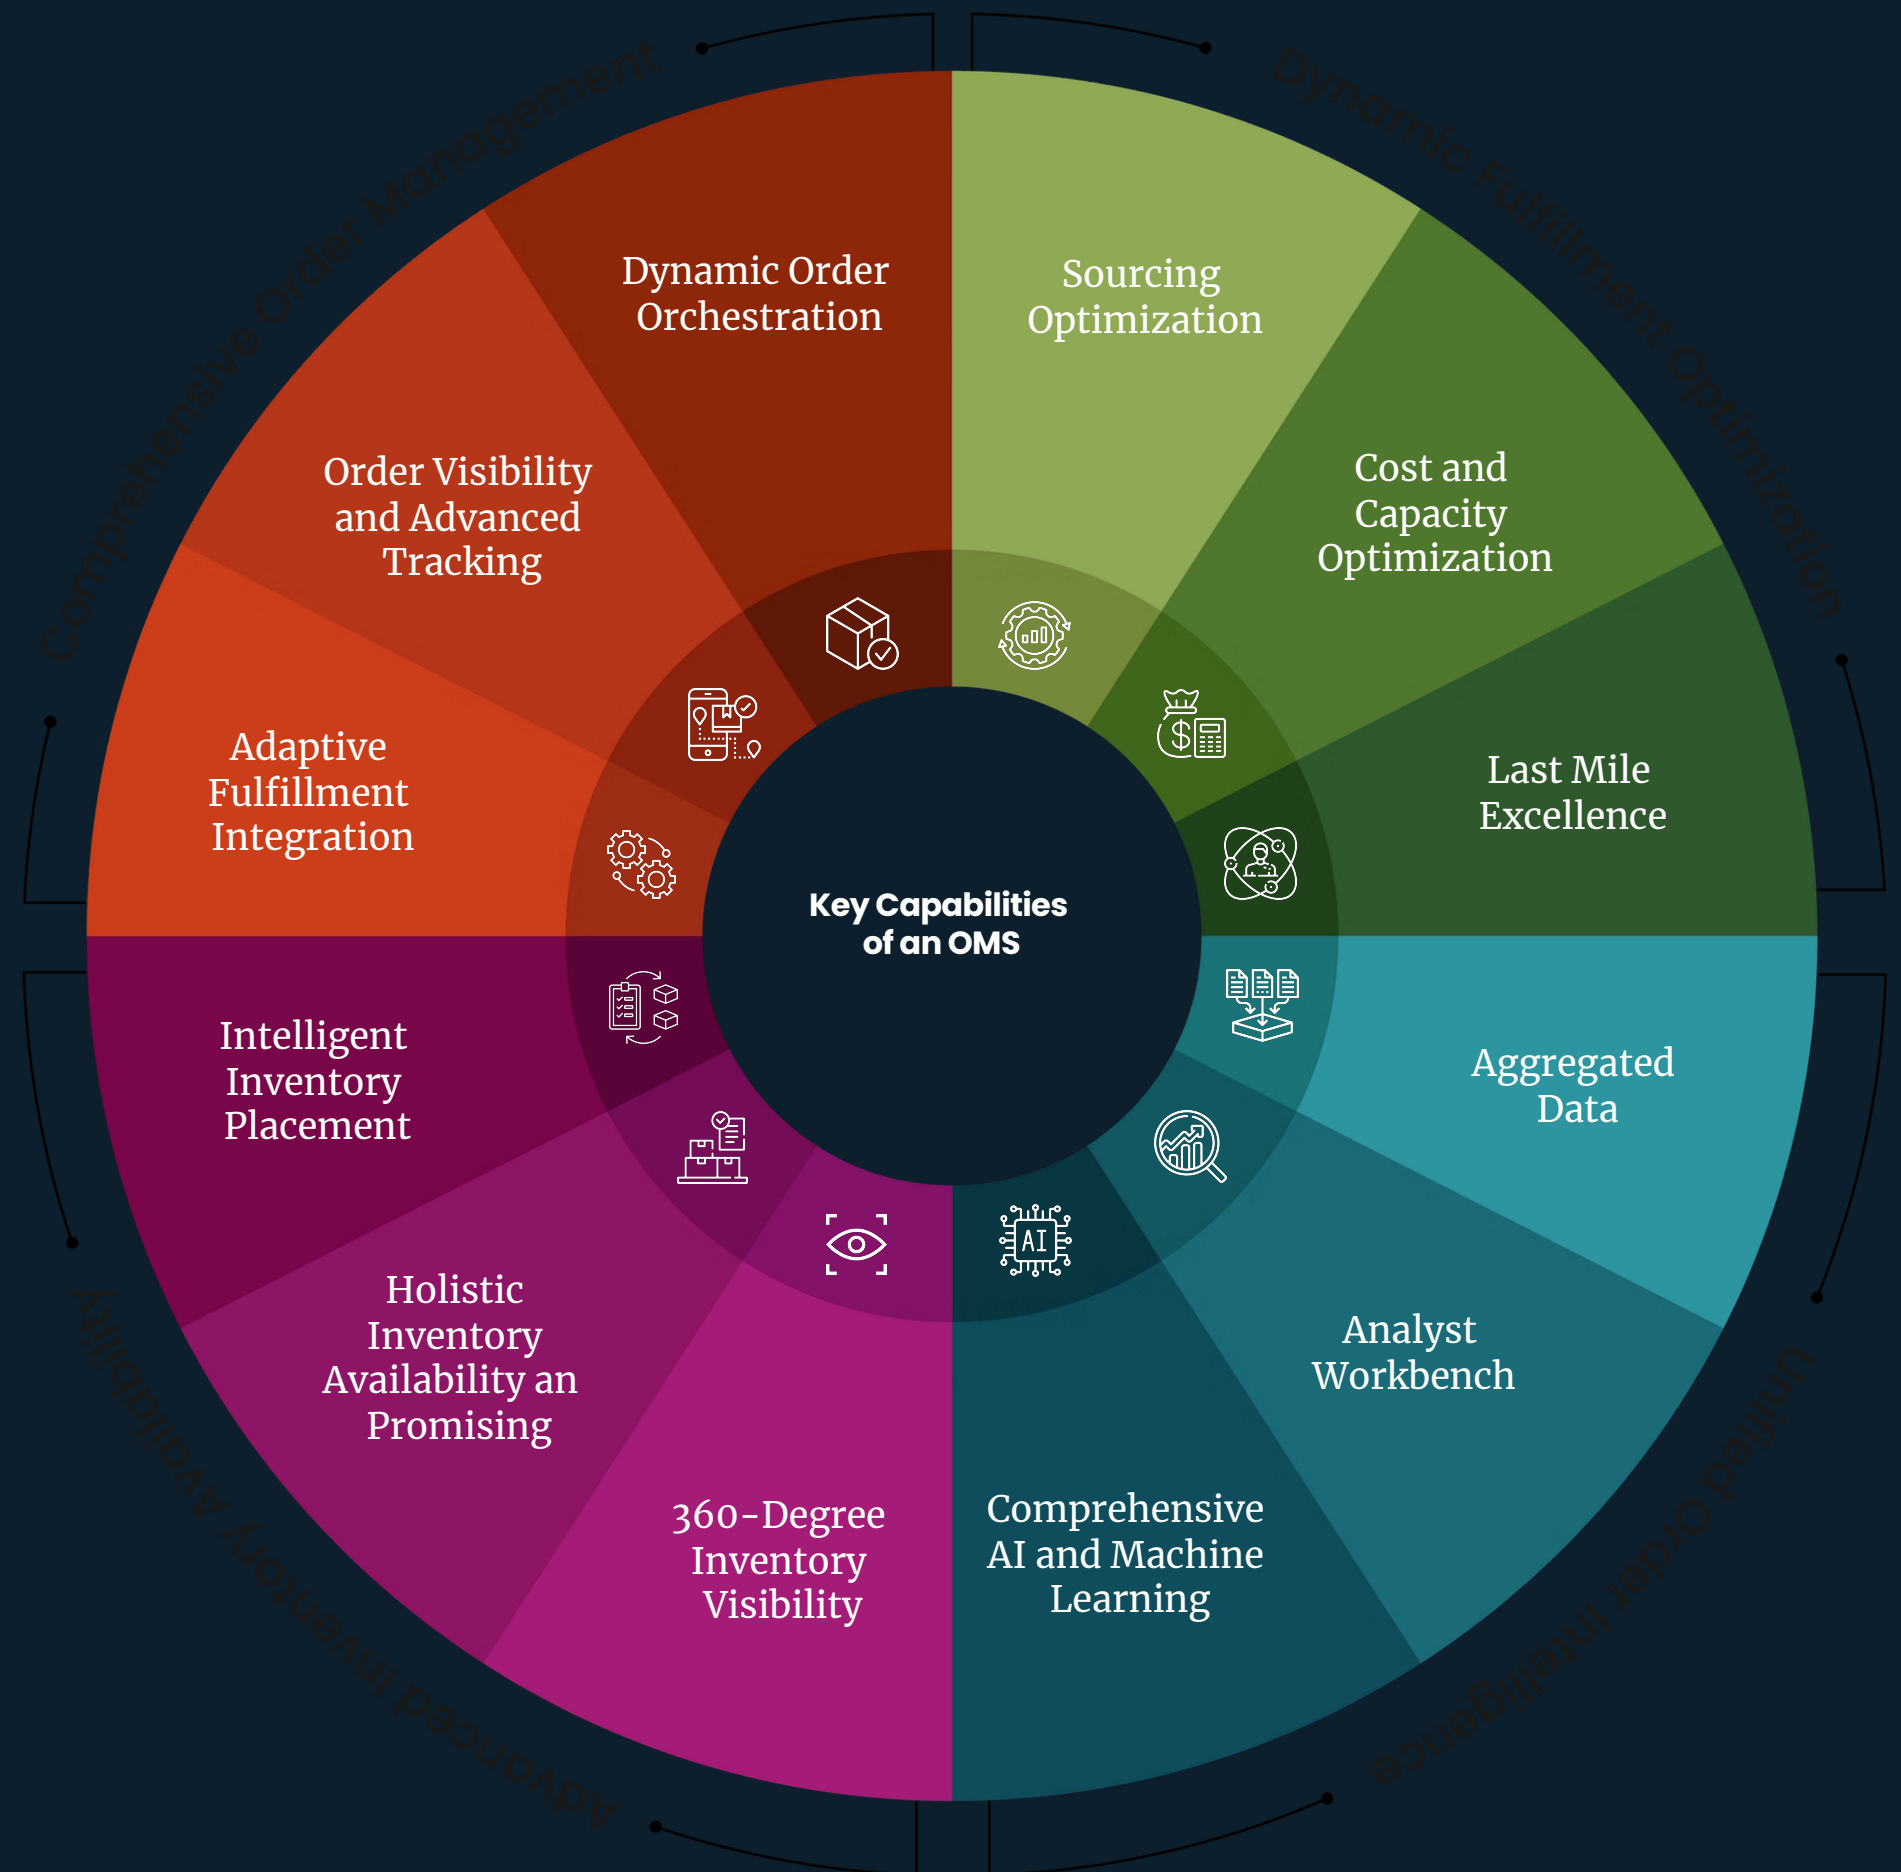 Comprehensive Order Management
Dynamic Fulfillment Optimization
Dynamic Order
Orchestration
Sourcing
Optimization
Order Visibility
and Advanced
Tracking
Cost and
Capacity
Optimization
Adaptive
Fulfillment
Integration
Last Mile
Excellence
Key Capabilities
of an OMS
AI
Intelligent
Inventory
Placement
Aggregated
Data
Holistic
Inventory
Availability an
Promising
Analyst
Workbench
360-Degree
Inventory
Visibility
Comprehensive
AI and Machine
Learning
Advanced Inventory Availability
Unified Order Intelligence